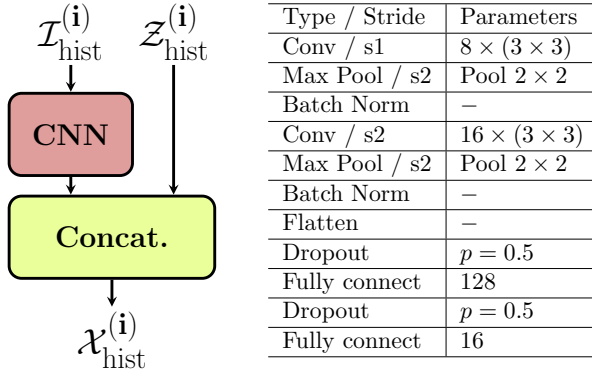 𝓘_hist^(i) 𝓩_hist^(i)
CNN
Concat.
𝓧_hist^(i)
Type / Stride Parameters
Conv / s1 8 × (3 × 3)
Max Pool / s2 Pool 2 × 2
Batch Norm −
Conv / s2 16 × (3 × 3)
Max Pool / s2 Pool 2 × 2
Batch Norm −
Flatten −
Dropout p = 0.5
Fully connect 128
Dropout p = 0.5
Fully connect 16